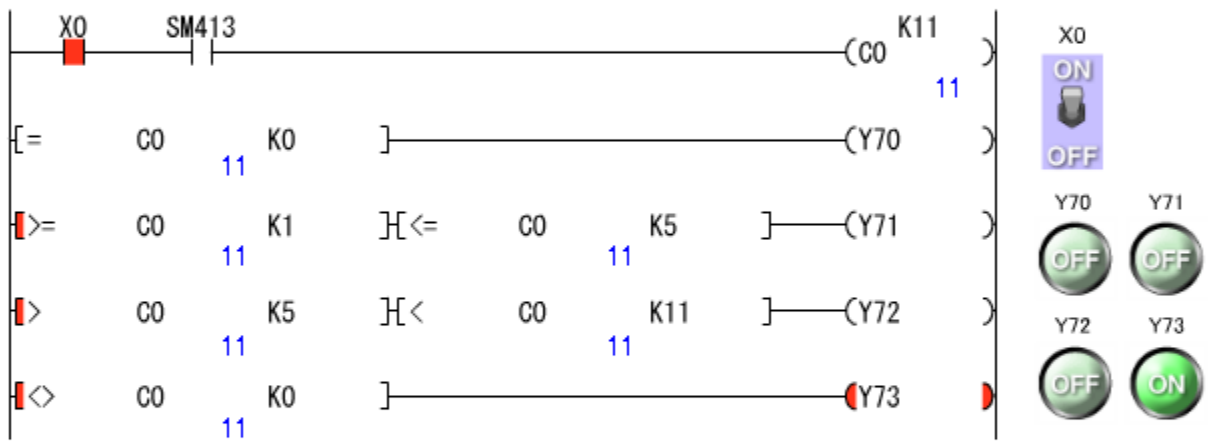 X0 SM413 K11
C0
11
= C0 K0 Y70
11
>= C0 K1 <= C0 K5 Y71
11 11
> C0 K5 < C0 K11 Y72
11 11
<> C0 K0 Y73
11
X0
ON
OFF
Y70 Y71
OFF OFF
Y72 Y73
OFF ON